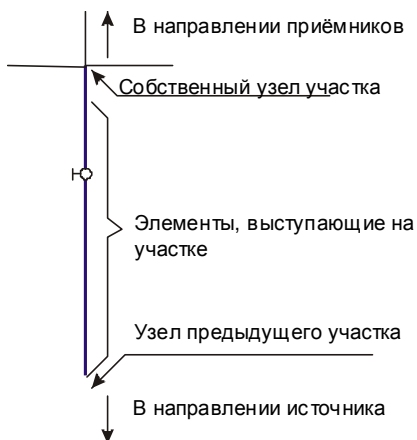 В направлении приёмников
Собственный узел участка
Элементы, выступающие на
участке
Узел предыдущего участка
В направлении источника